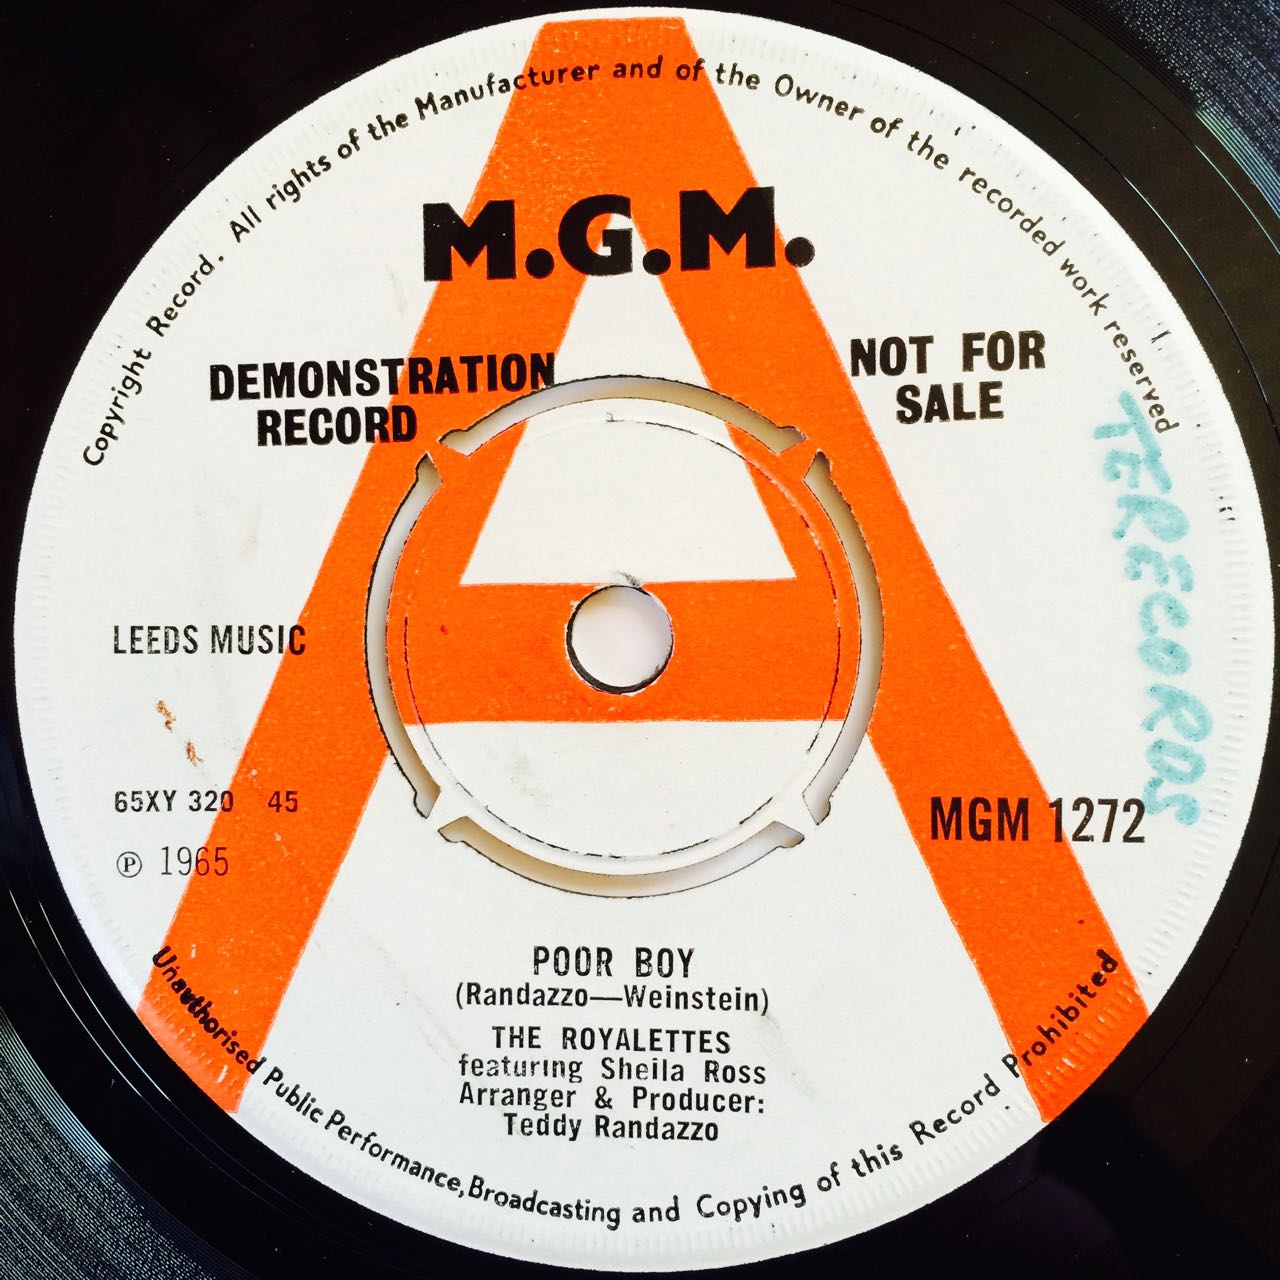 Copyright Record. All rights of the Manufacturer and of the Owner of the recorded work reserved
M.G.M.
DEMONSTRATION
RECORD
NOT FOR
SALE
TERECORDS
LEEDS MUSIC
65XY 320 45
℗ 1965
MGM 1272
POOR BOY
(Randazzo—Weinstein)
THE ROYALETTES
featuring Sheila Ross
Arranger & Producer:
Teddy Randazzo
Unauthorised Public Performance, Broadcasting and Copying of this Record Prohibited